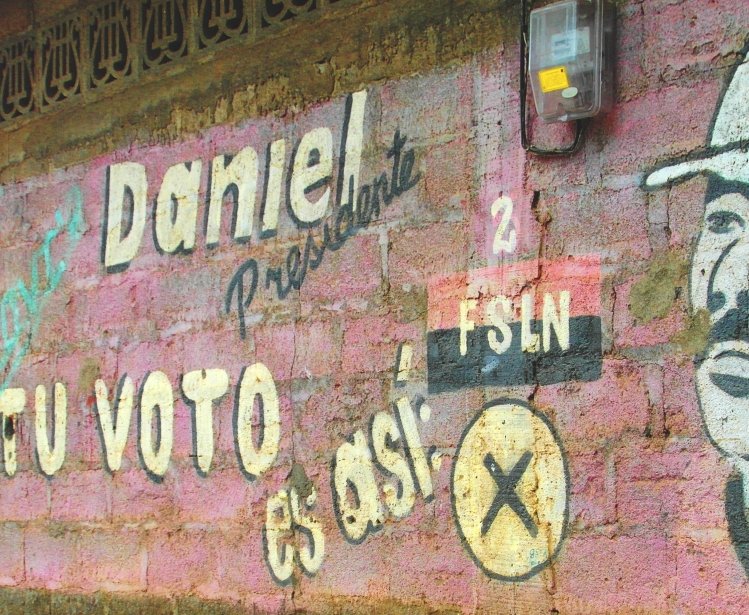 Daniel
Presidente
2
FSLN
TU VOTO
es así:
X